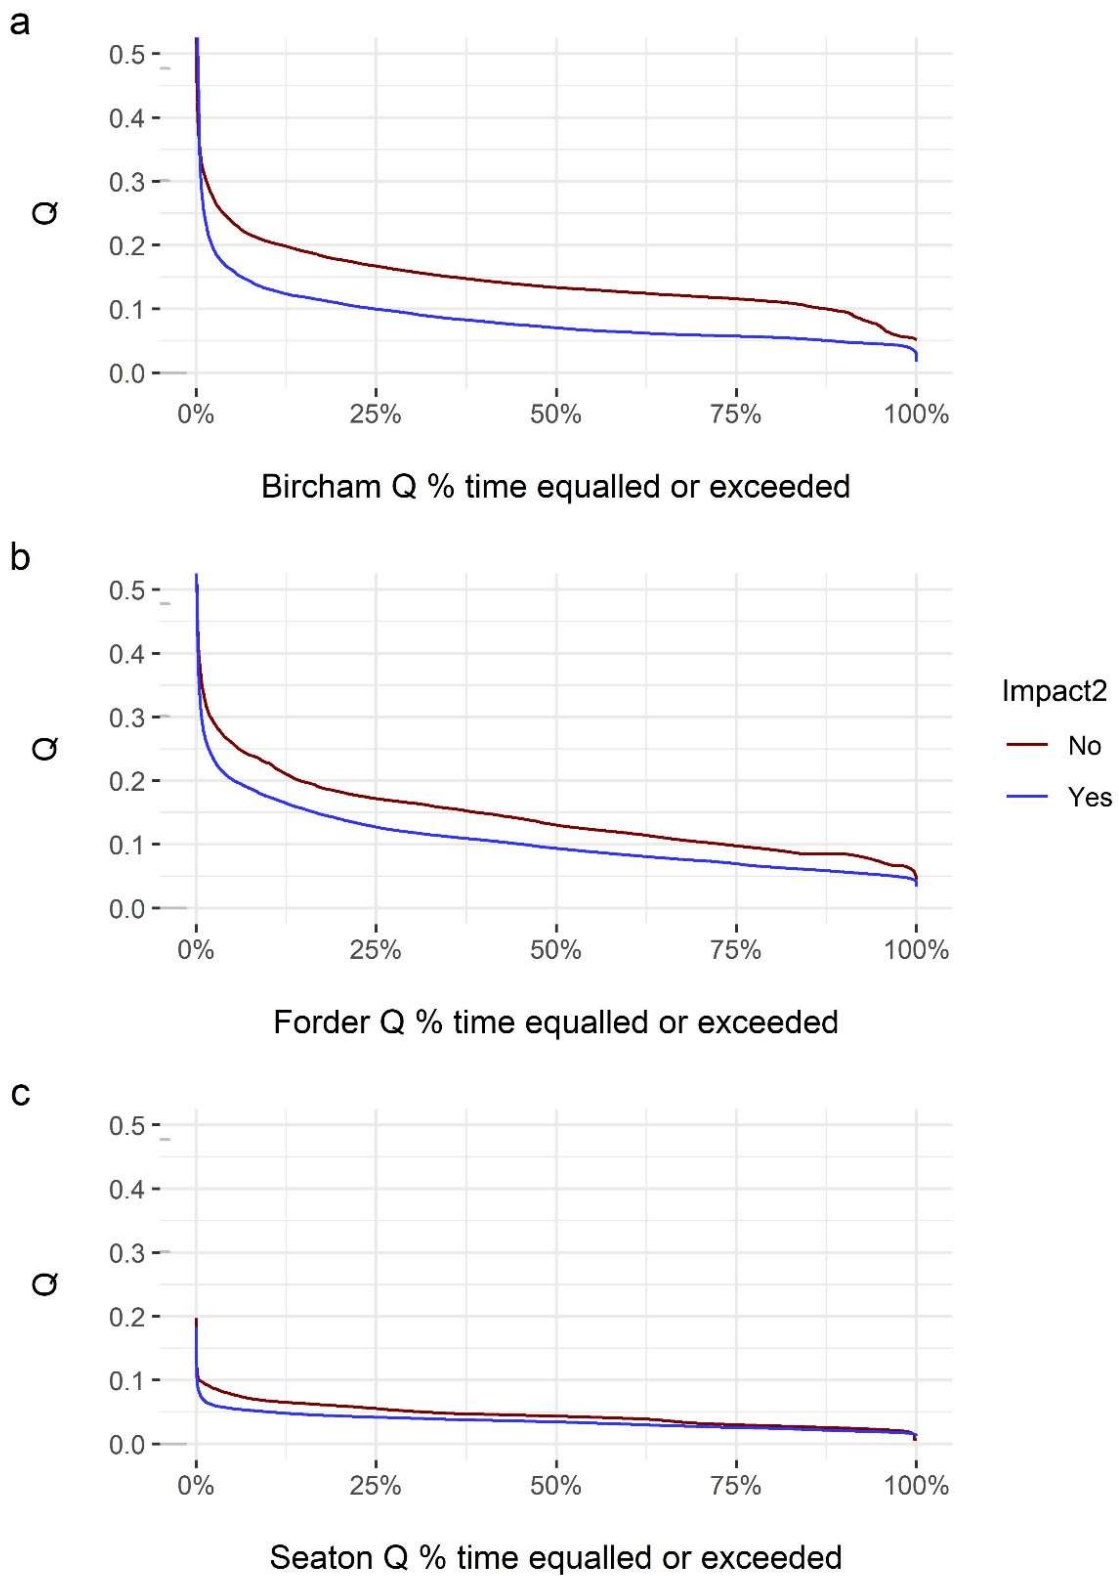 a
0.5
0.4
0.3
0.2
0.1
0.0
Q
0% 25% 50% 75% 100%
Bircham Q % time equalled or exceeded
b
0.5
0.4
0.3
0.2
0.1
0.0
Q
0% 25% 50% 75% 100%
Forder Q % time equalled or exceeded
Impact2
No
Yes
c
0.5
0.4
0.3
0.2
0.1
0.0
Q
0% 25% 50% 75% 100%
Seaton Q % time equalled or exceeded